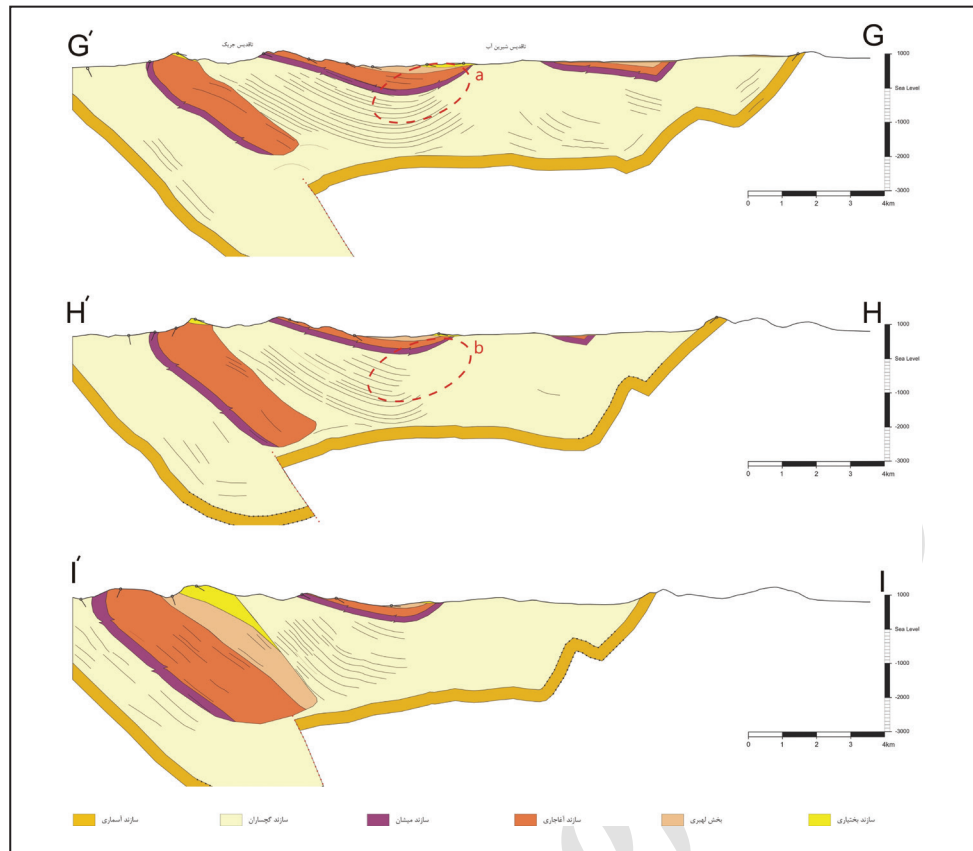 G′
تاقدیس جریک
تاقدیس شیرین آب
G
a
1000
Sea Level
-1000
-2000
-3000
0 1 2 3 4km
H′
H
b
1000
Sea Level
-1000
-2000
-3000
0 1 2 3 4km
I′
I
1000
Sea Level
-1000
-2000
-3000
0 1 2 3 4km
سازند بختیاری
بخش لهبری
سازند آغاجاری
سازند میشان
سازند گچساران
سازند آسماری